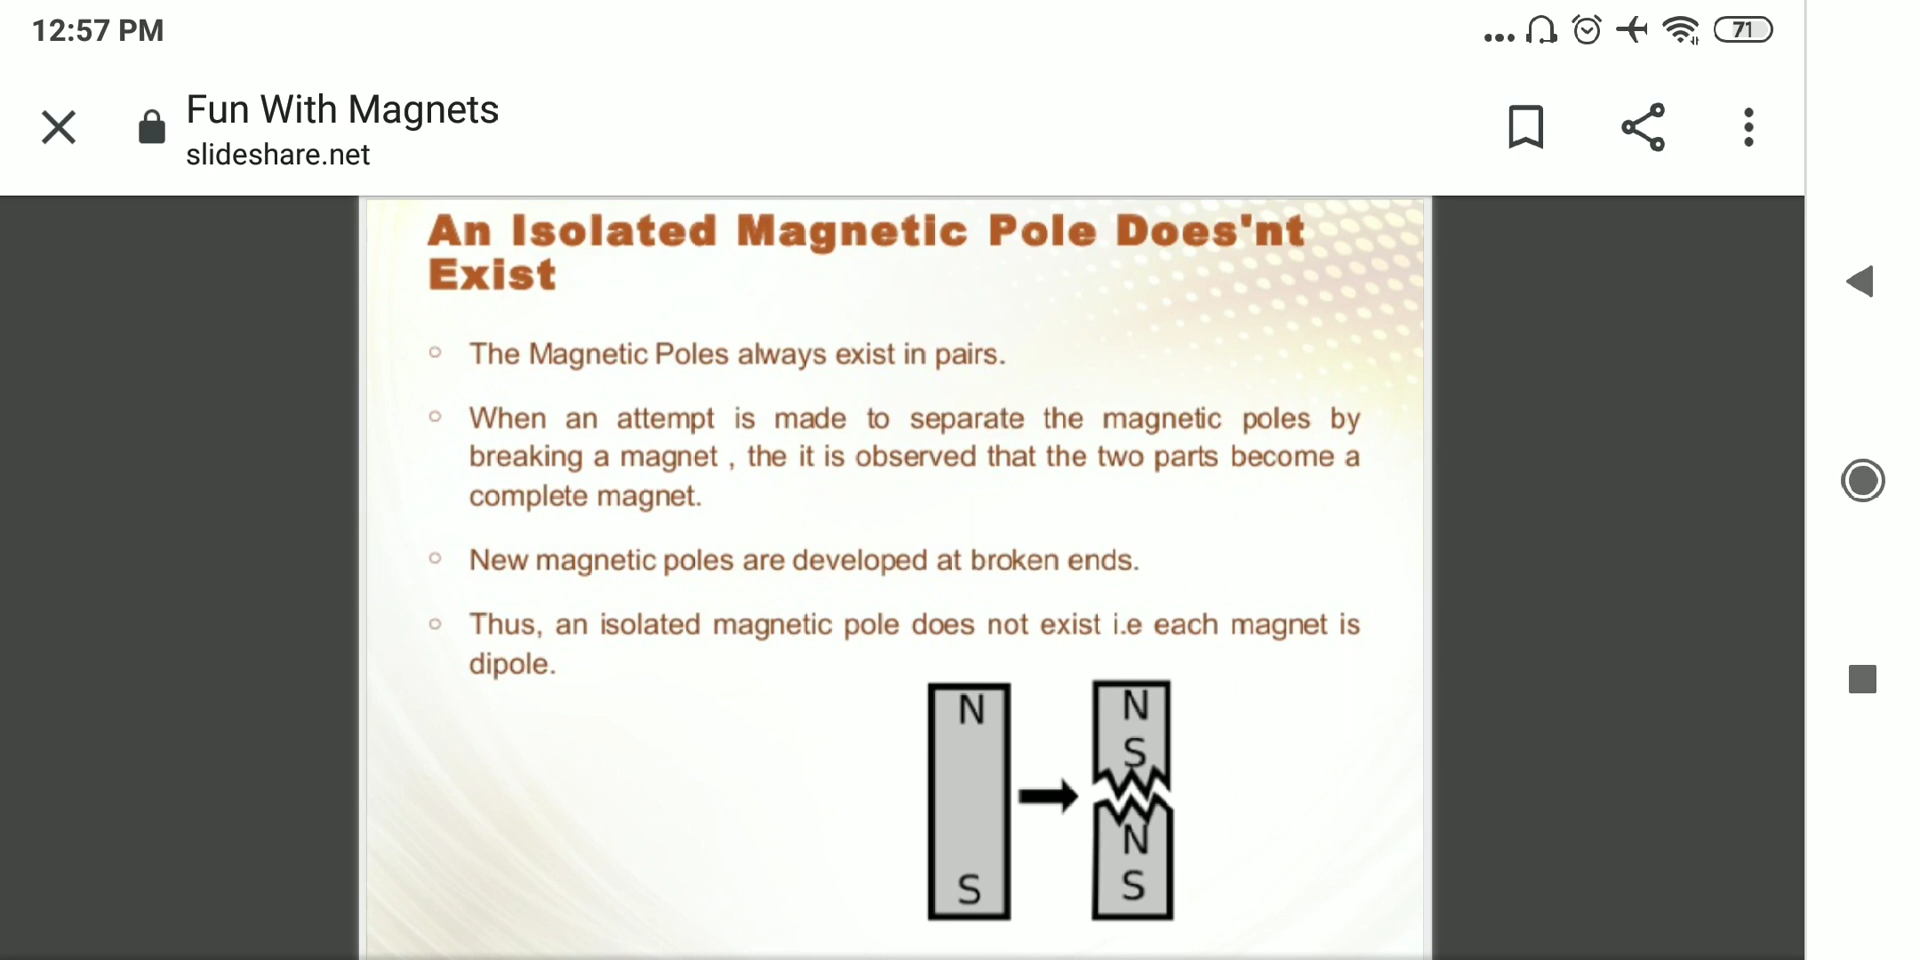 12:57 PM
71
Fun With Magnets
slideshare.net
An Isolated Magnetic Pole Does'nt
Exist
The Magnetic Poles always exist in pairs.
When an attempt is made to separate the magnetic poles by
breaking a magnet , the it is observed that the two parts become a
complete magnet.
New magnetic poles are developed at broken ends.
Thus, an isolated magnetic pole does not exist i.e each magnet is
dipole.
N
S
N
S
N
S